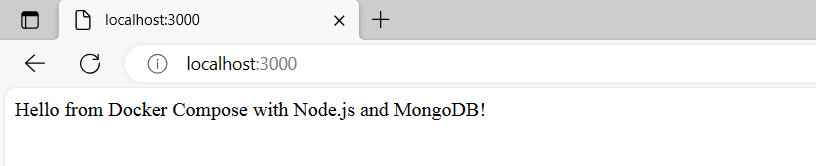 localhost:3000
localhost:3000
Hello from Docker Compose with Node.js and MongoDB!